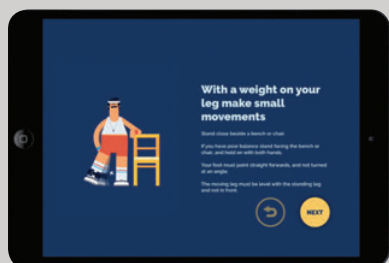 With a weight on your
leg make small
movements
Stand close beside a bench or chair
If you have poor balance stand facing the bench or
chair, and hold on with both hands.
Your foot must point straight forwards, and not turned
at an angle.
The moving leg must be level with the standing leg
and not in front.
NEXT